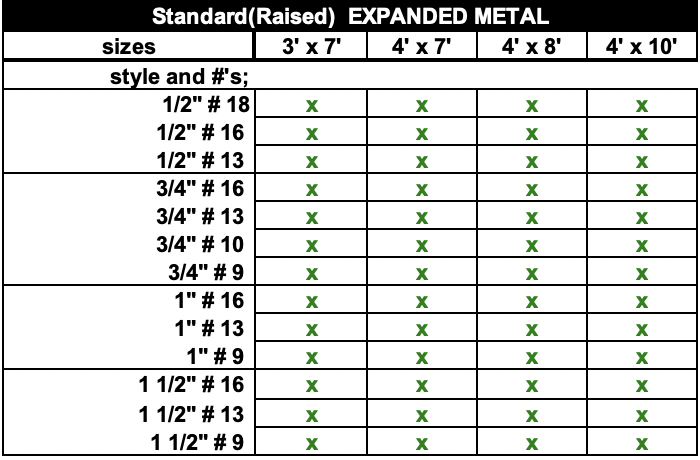 Standard(Raised)  EXPANDED METAL
sizes 3' x 7' 4' x 7' 4' x 8' 4' x 10'
style and #'s;
1/2" # 18 x x x x
1/2" # 16 x x x x
1/2" # 13 x x x x
3/4" # 16 x x x x
3/4" # 13 x x x x
3/4" # 10 x x x x
3/4" # 9 x x x x
1" # 16 x x x x
1" # 13 x x x x
1" # 9 x x x x
1 1/2" # 16 x x x x
1 1/2" # 13 x x x x
1 1/2" # 9 x x x x